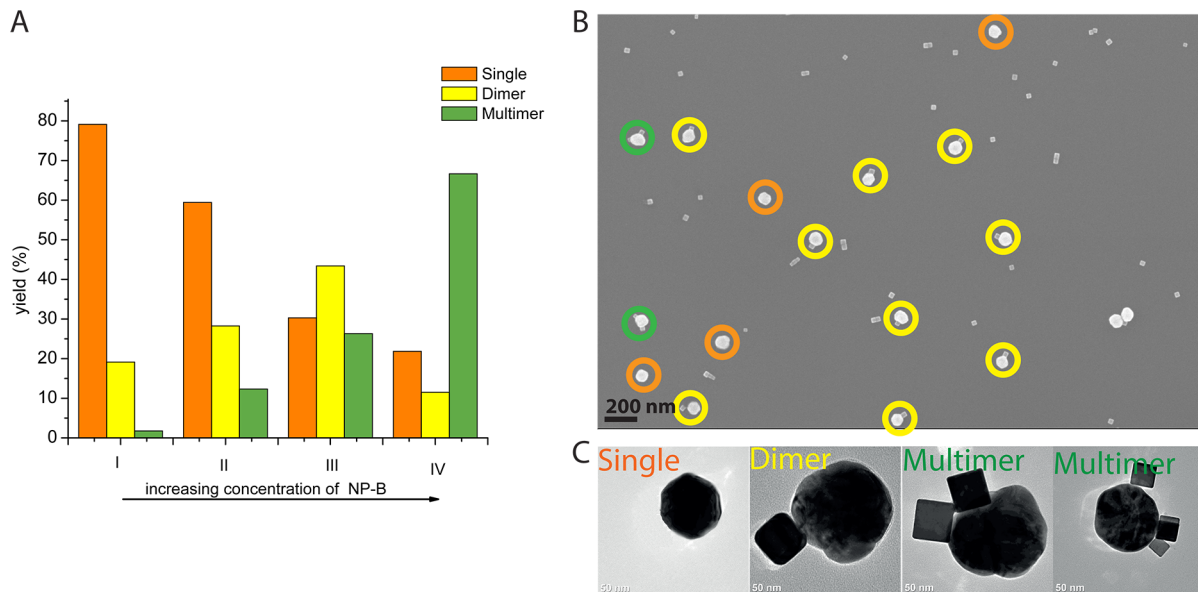 A
Single
Dimer
Multimer
80
70
60
50
40
30
20
10
0
yield (%)
I II III IV
increasing concentration of NP-B
B
200 nm
C
Single Dimer Multimer Multimer
50 nm 50 nm 50 nm 50 nm